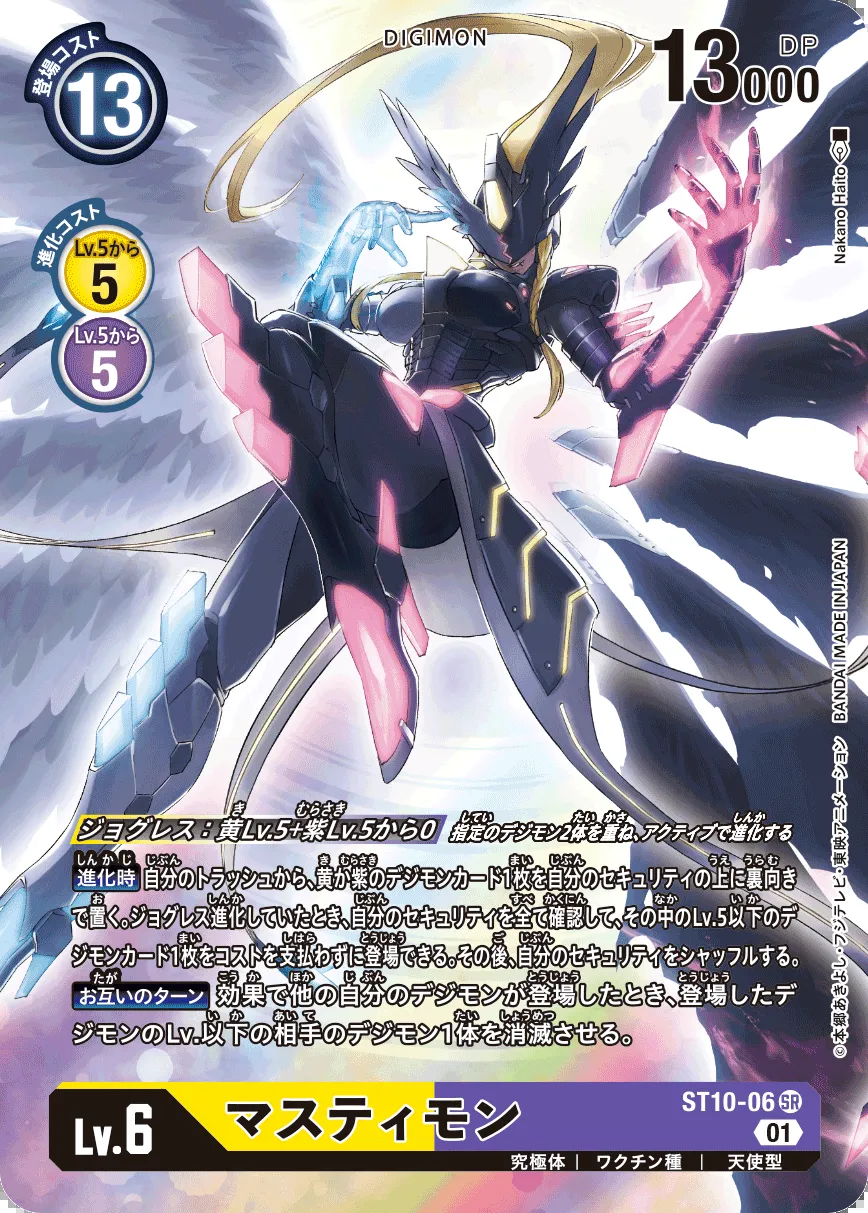 DIGIMON
登場コスト
13
13000
DP
進化コスト
Lv.5から
5
Lv.5から
5
Nakano Haito
BANDAI MADE IN JAPAN
©本郷あきよし・フジテレビ・東映アニメーション
ジョグレス：黄Lv.5+紫Lv.5から0 指定のデジモン2体を重ね、アクティブで進化する
進化時 自分のトラッシュから、黄か紫のデジモンカード1枚を自分のセキュリティの上に裏向き
で置く。ジョグレス進化していたとき、自分のセキュリティを全て確認して、その中のLv.5以下のデ
ジモンカード1枚をコストを支払わずに登場できる。その後、自分のセキュリティをシャッフルする。
お互いのターン 効果で他の自分のデジモンが登場したとき、登場したデ
ジモンのLv.以下の相手のデジモン1体を消滅させる。
Lv.6
マスティモン
ST10-06 SR
01
究極体 | ワクチン種 | 天使型